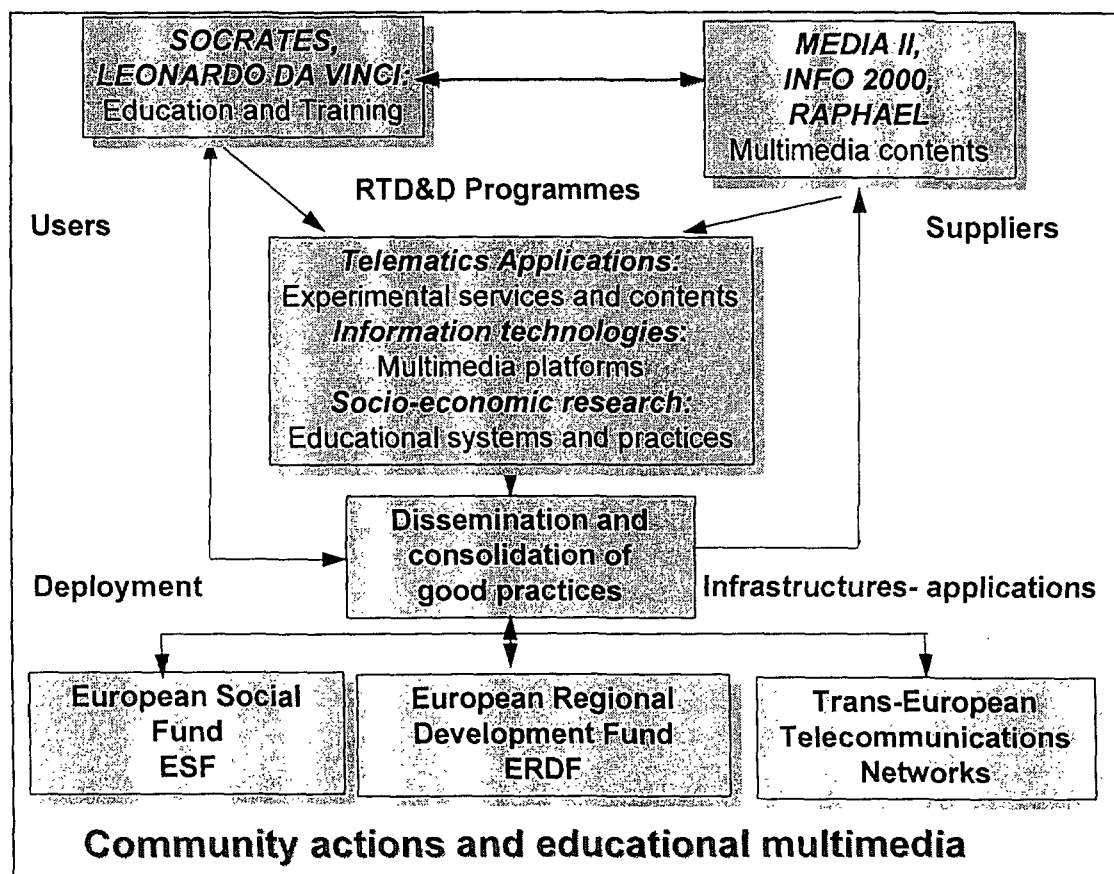 SOCRATES,
LEONARDO DA VINCI:
Education and Training
MEDIA II,
INFO 2000,
RAPHAEL
Multimedia contents
RTD&D Programmes
Users
Suppliers
Telematics Applications:
Experimental services and contents
Information technologies:
Multimedia platforms
Socio-economic research:
Educational systems and practices
Dissemination and
consolidation of
good practices
Deployment
Infrastructures- applications
European Social
Fund
ESF
European Regional
Development Fund
ERDF
Trans-European
Telecommunications
Networks
Community actions and educational multimedia